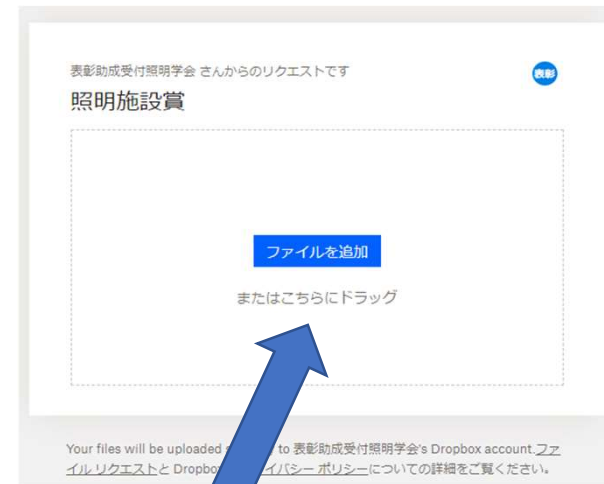 表彰助成受付照明学会 さんからのリクエストです
表彰
照明施設賞
ファイルを追加
またはこちらにドラッグ
Your files will be uploaded to 表彰助成受付照明学会's Dropbox account.ファ
イル リクエストと Dropbo イバシー ポリシーについての詳細をご覧ください。